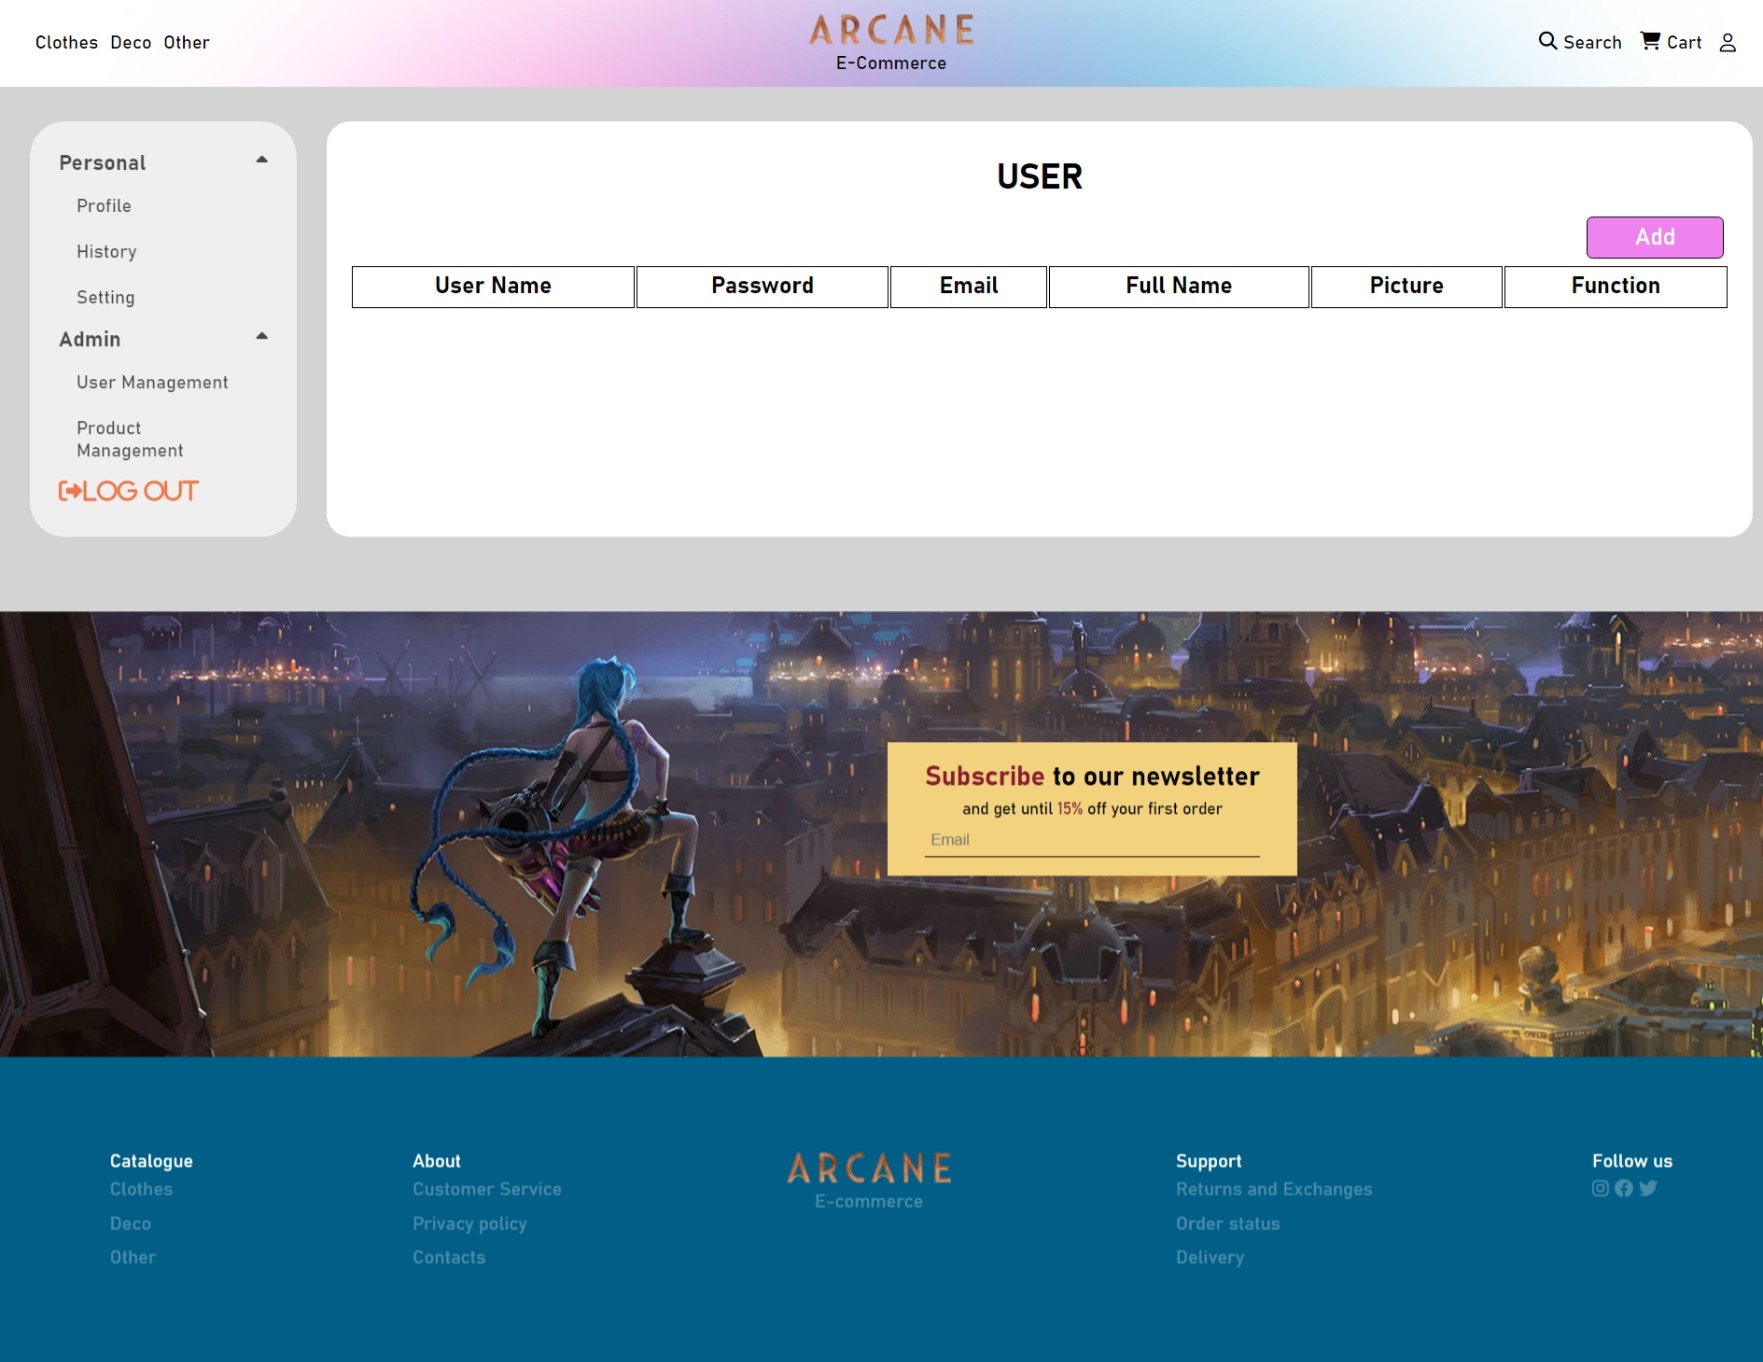 Clothes Deco Other
ARCANE
E-Commerce
Search Cart
Personal
Profile
History
Setting
Admin
User Management
Product
Management
LOG OUT
USER
Add
User Name Password Email Full Name Picture Function
Subscribe to our newsletter
and get until 15% off your first order
Email
Catalogue
Clothes
Deco
Other
About
Customer Service
Privacy policy
Contacts
ARCANE
E-commerce
Support
Returns and Exchanges
Order status
Delivery
Follow us